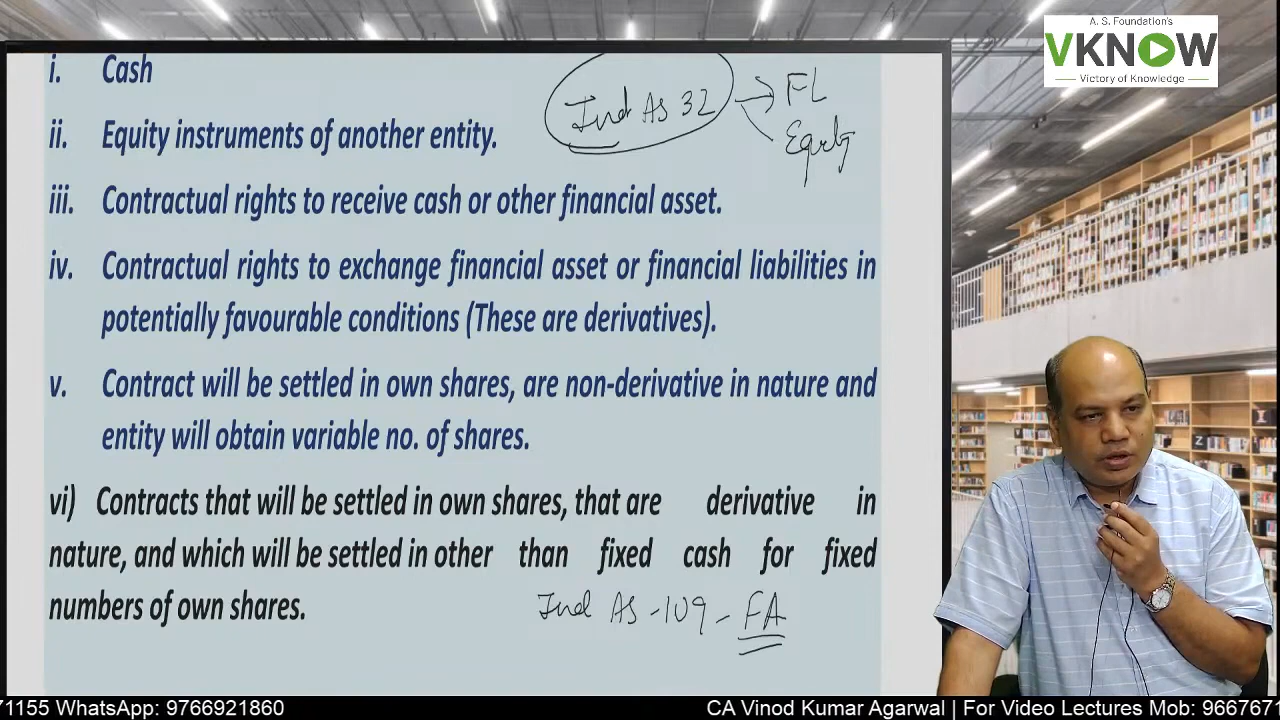 A. S. Foundation's
VKNOW
Victory of Knowledge
i. Cash
Ind AS 32
FL
Equity
ii. Equity instruments of another entity.
iii. Contractual rights to receive cash or other financial asset.
iv. Contractual rights to exchange financial asset or financial liabilities in
potentially favourable conditions (These are derivatives).
v. Contract will be settled in own shares, are non-derivative in nature and
entity will obtain variable no. of shares.
vi) Contracts that will be settled in own shares, that are derivative in
nature, and which will be settled in other than fixed cash for fixed
numbers of own shares.
Ind AS -109 - FA
71155 WhatsApp: 9766921860
CA Vinod Kumar Agarwal | For Video Lectures Mob: 9667671